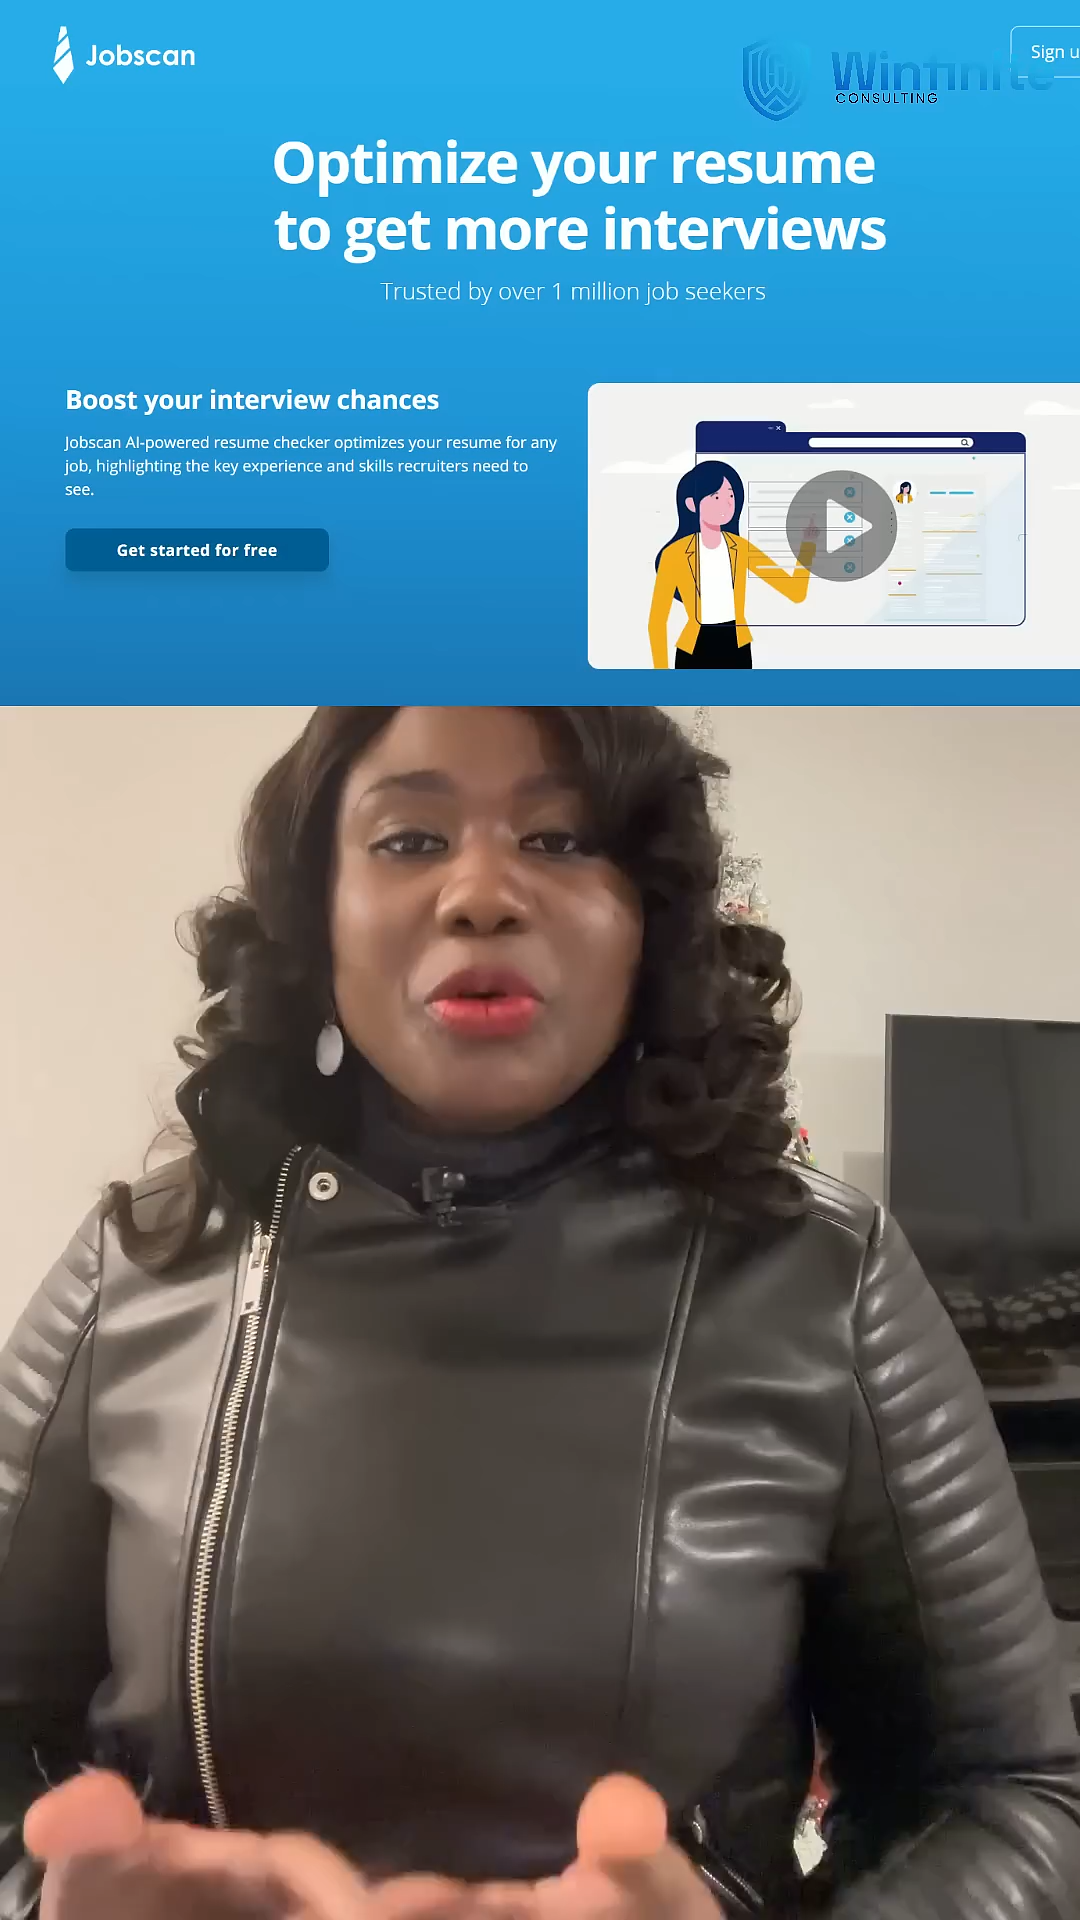 Jobscan
Sign u
Winfinite
CONSULTING
Optimize your resume
to get more interviews
Trusted by over 1 million job seekers
Boost your interview chances
Jobscan AI-powered resume checker optimizes your resume for any
job, highlighting the key experience and skills recruiters need to
see.
Get started for free